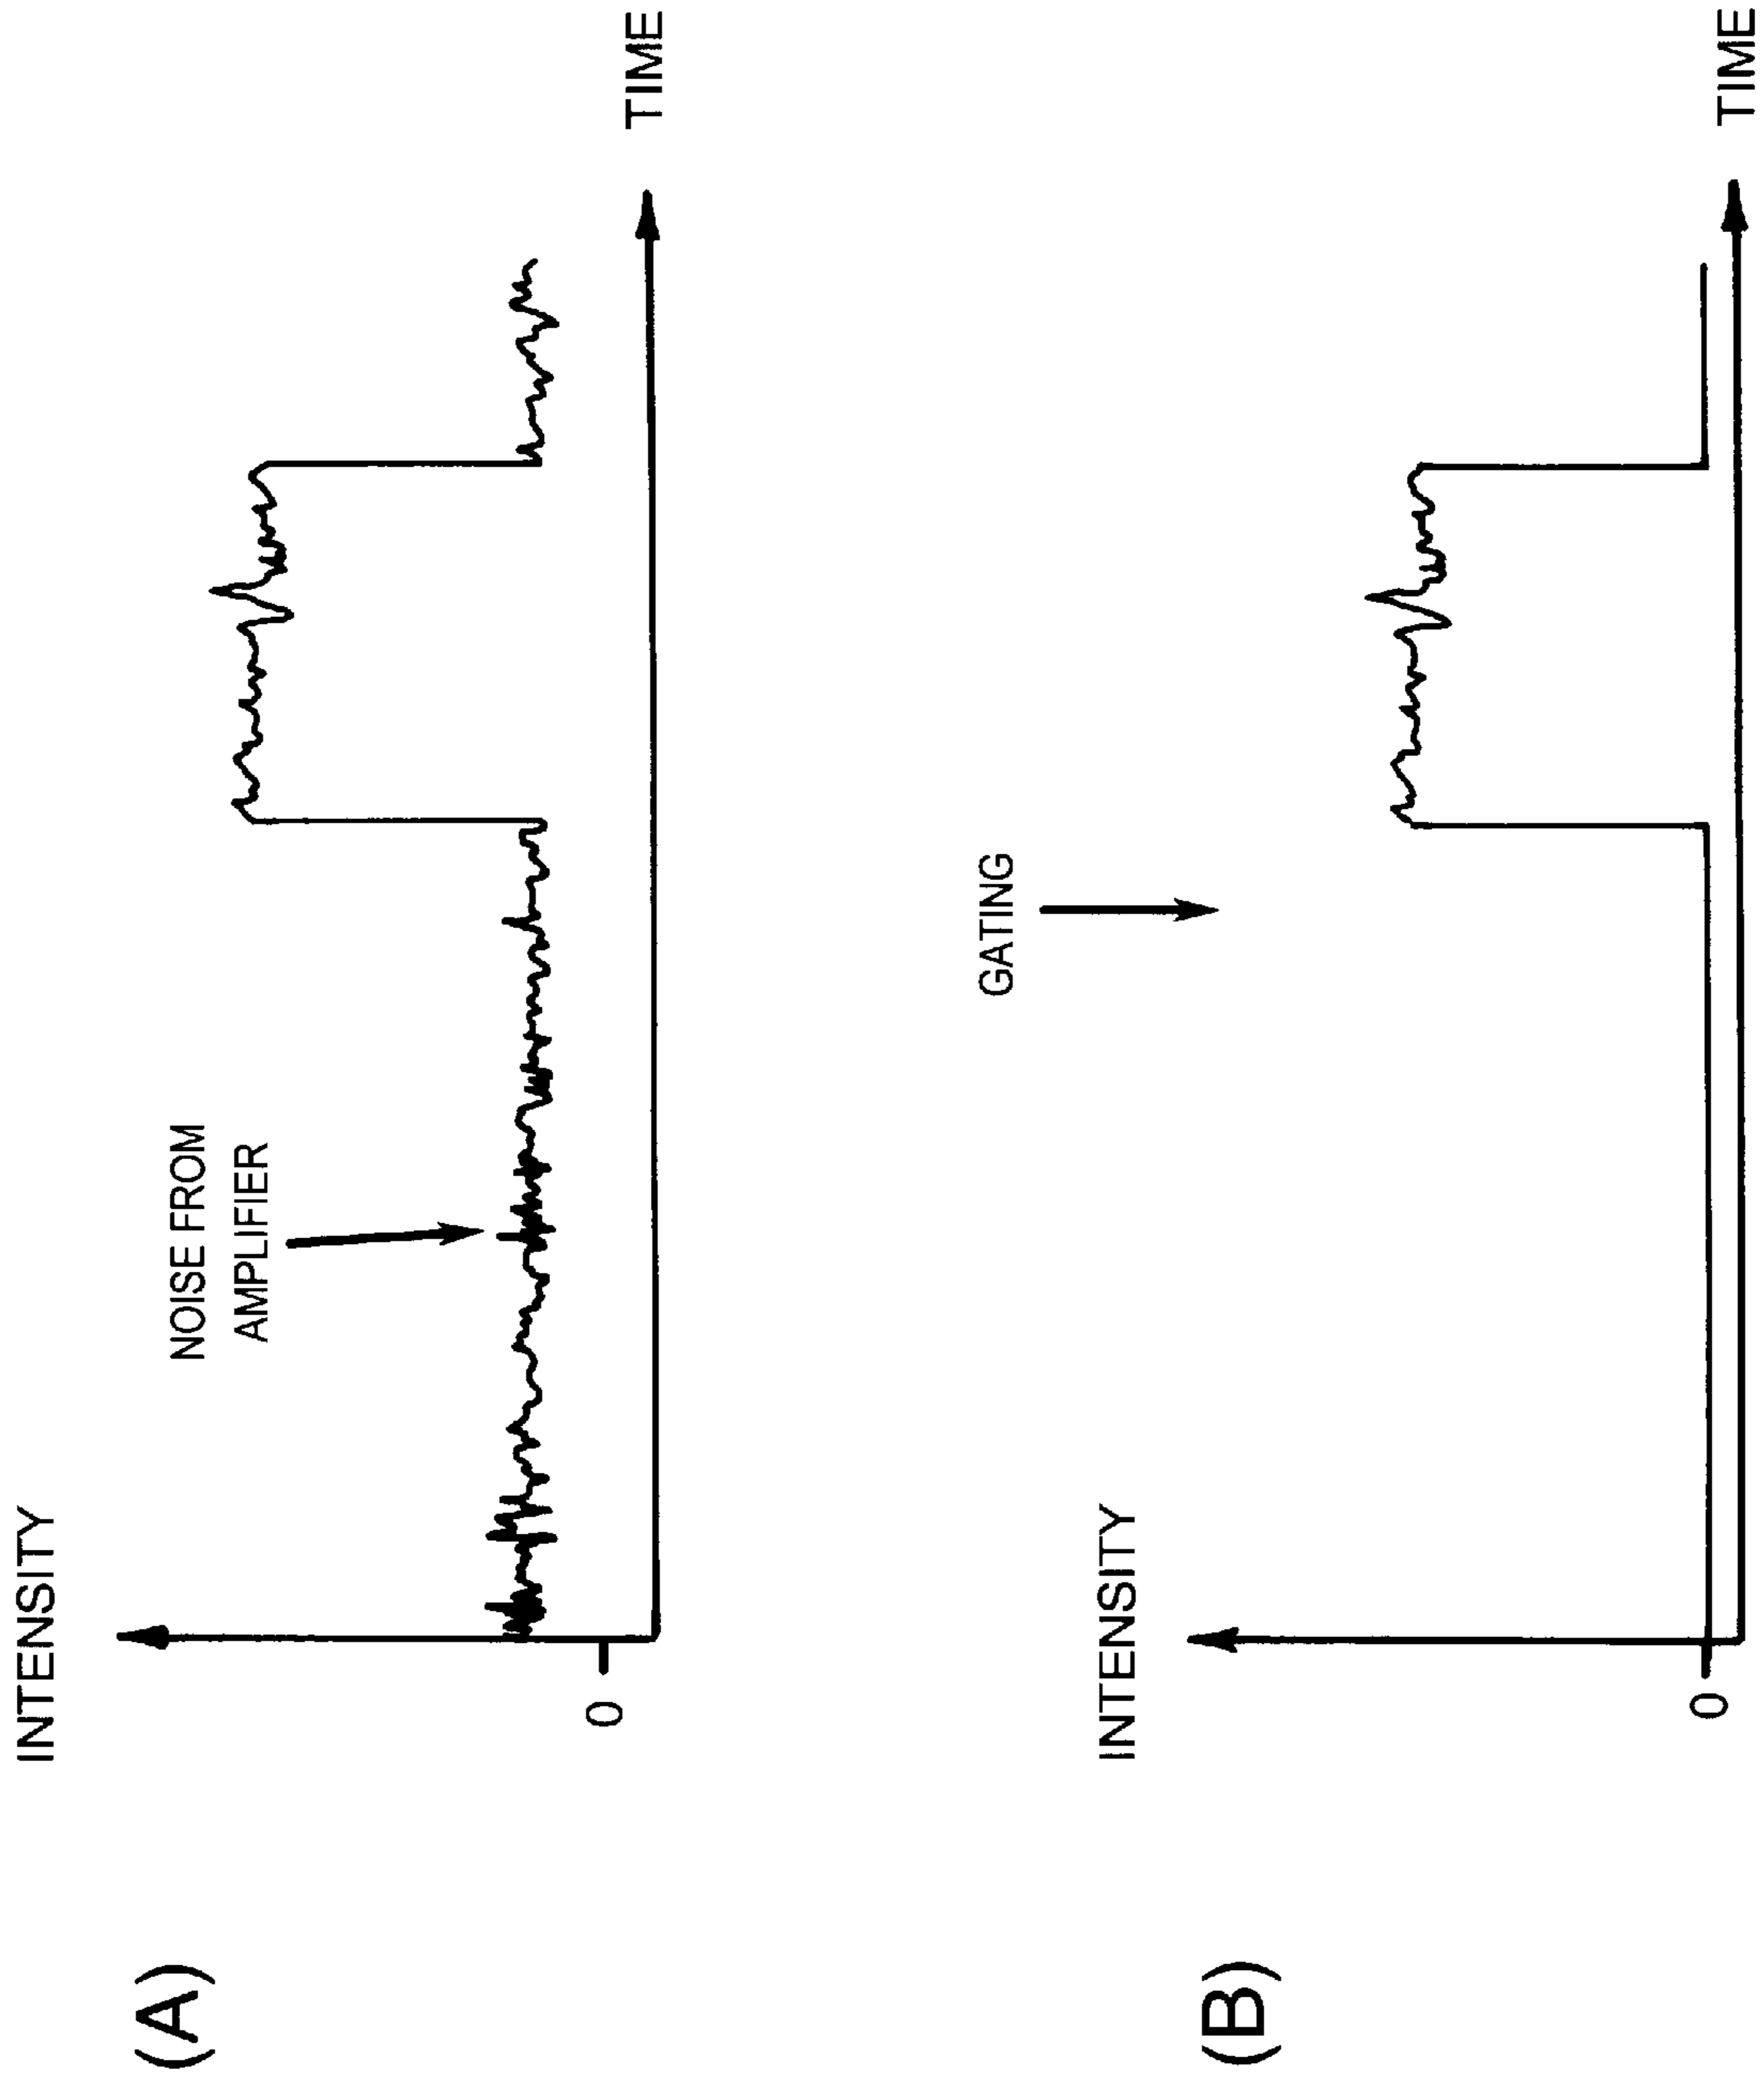 (A)
INTENSITY
NOISE FROM
AMPLIFIER
0
TIME
(B)
INTENSITY
GATING
0
TIME